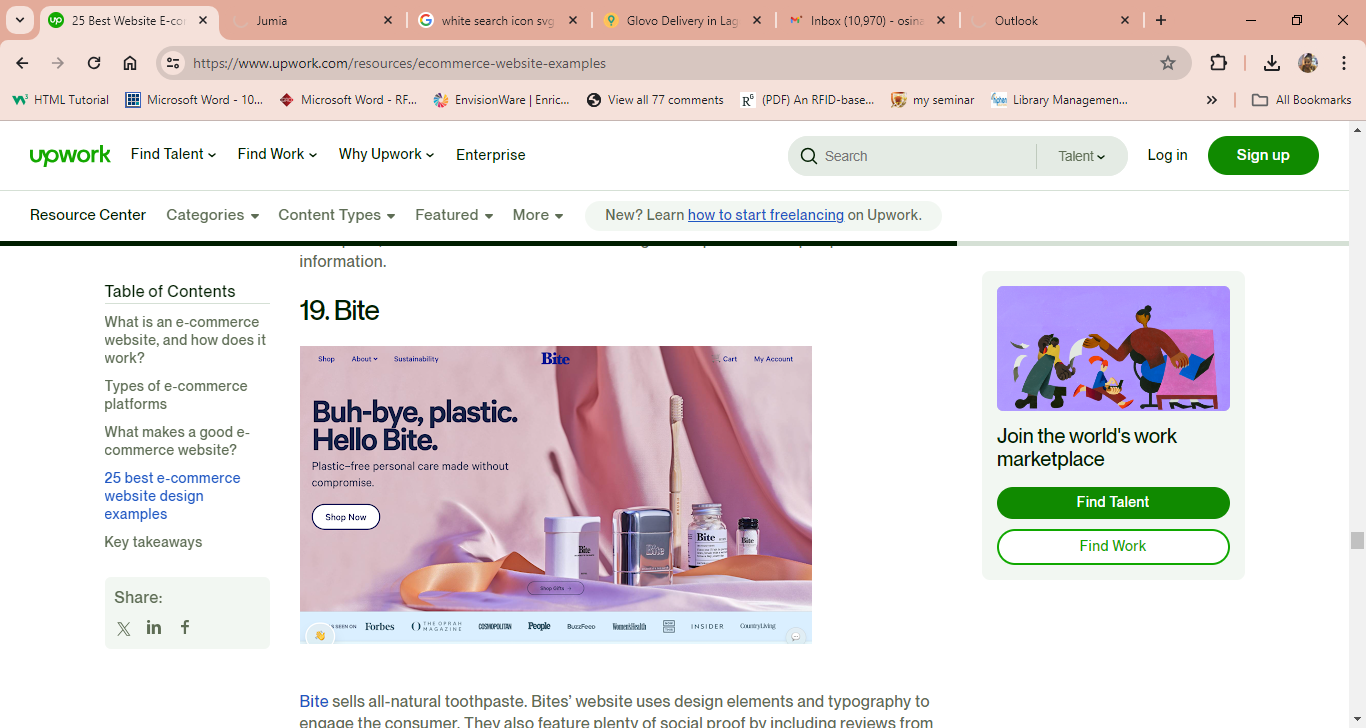 25 Best Website E-co
Jumia
white search icon svg
Glovo Delivery in Lag
Inbox (10,970) - osina
Outlook
https://www.upwork.com/resources/ecommerce-website-examples
HTML Tutorial
Microsoft Word - 10...
Microsoft Word - RF...
EnvisionWare | Enric...
View all 77 comments
(PDF) An RFID-base...
my seminar
Library Managemen...
All Bookmarks
upwork
Find Talent
Find Work
Why Upwork
Enterprise
Search
Talent
Log in
Sign up
Resource Center
Categories
Content Types
Featured
More
New? Learn how to start freelancing on Upwork.
information.
Table of Contents
What is an e-commerce
website, and how does it
work?
Types of e-commerce
platforms
What makes a good e-
commerce website?
25 best e-commerce
website design
examples
Key takeaways
Share:
19. Bite
Shop
About
Sustainability
Bite
Cart
My Account
Buh-bye, plastic.
Hello Bite.
Plastic-free personal care made without
compromise.
Shop Now
Bite
Bite
Bite
Bite
Shop Gifts
S SEEN ON
Forbes
THE OPRAH
MAGAZINE
COSMOPOLITAN
People
BuzzFeed
Women'sHealth
INSIDER
Country Living
Bite sells all-natural toothpaste. Bites’ website uses design elements and typography to
engage the consumer. They also feature plenty of social proof by including reviews from
Join the world's work
marketplace
Find Talent
Find Work